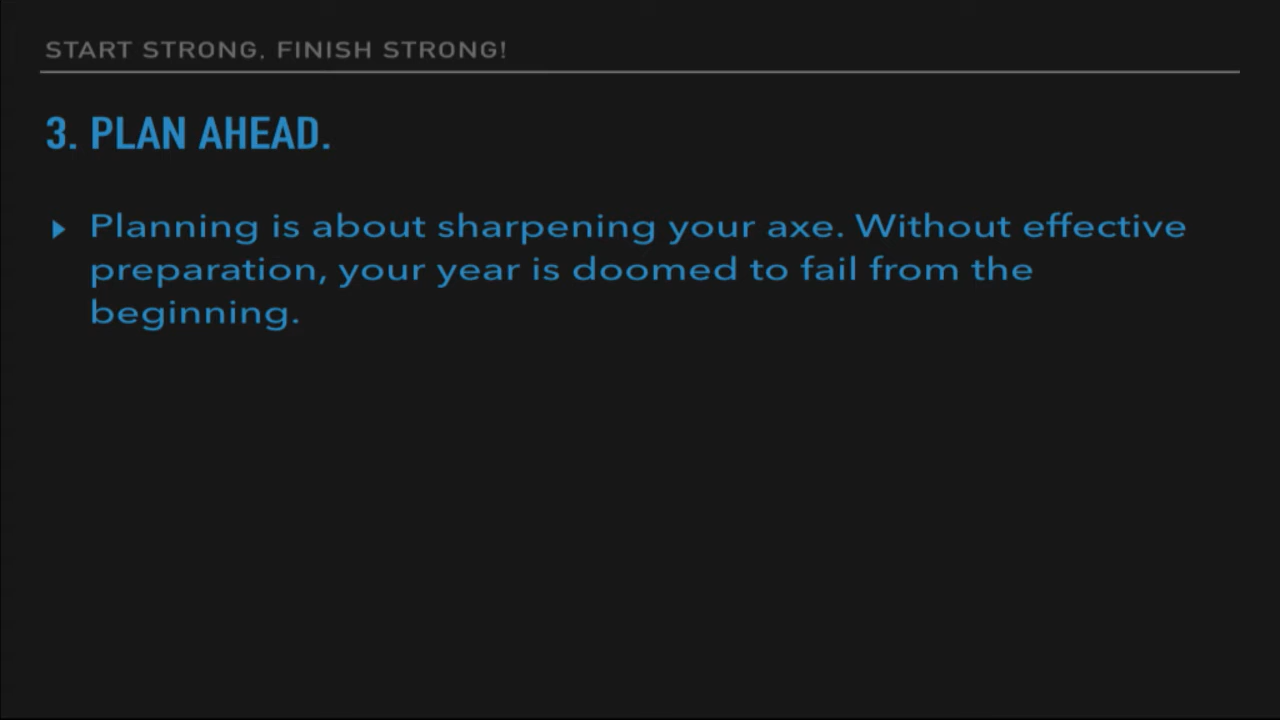 START STRONG, FINISH STRONG!
3. PLAN AHEAD.
Planning is about sharpening your axe. Without effective
preparation, your year is doomed to fail from the
beginning.